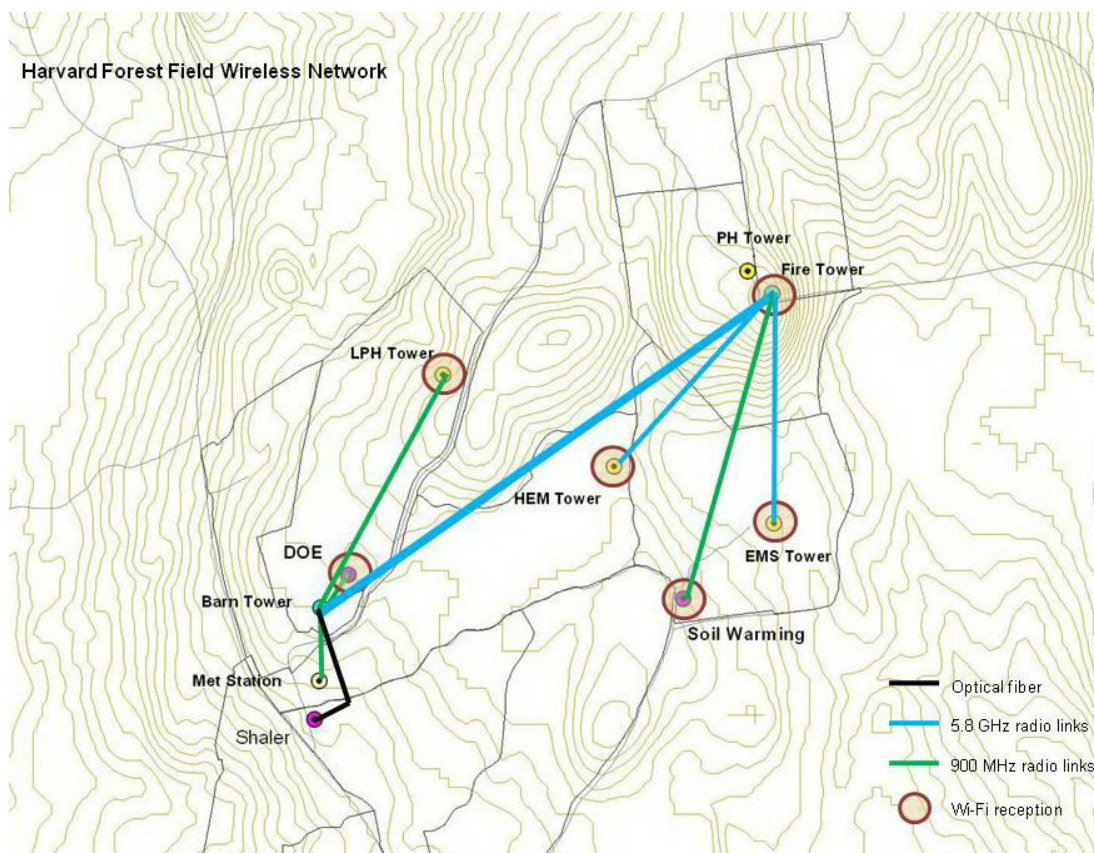 Harvard Forest Field Wireless Network
PH Tower
Fire Tower
LPH Tower
HEM Tower
EMS Tower
DOE
Barn Tower
Soil Warming
Met Station
Shaler
Optical fiber
5.8 GHz radio links
900 MHz radio links
Wi-Fi reception